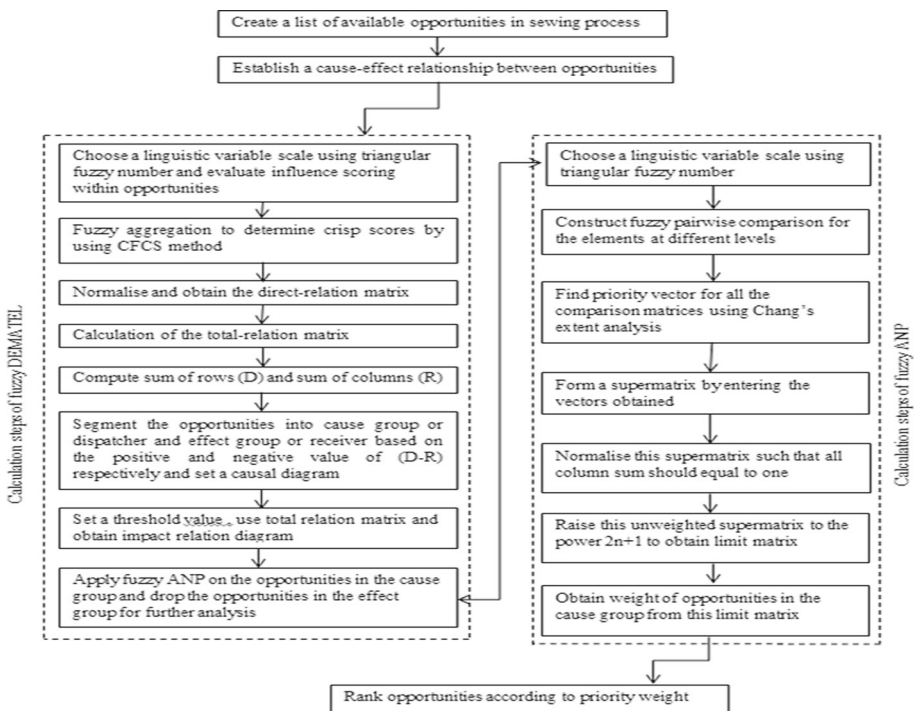 Create a list of available opportunities in sewing process
Establish a cause-effect relationship between opportunities
Calculation steps of fuzzy DEMATEL
Choose a linguistic variable scale using triangular
fuzzy number and evaluate influence scoring
within opportunities
Fuzzy aggregation to determine crisp scores by
using CFCS method
Normalise and obtain the direct-relation matrix
Calculation of the total-relation matrix
Compute sum of rows (D) and sum of columns (R)
Segment the opportunities into cause group or
dispatcher and effect group or receiver based on
the positive and negative value of (D-R)
respectively and set a causal diagram
Set a threshold value , use total relation matrix and
obtain impact relation diagram
Apply fuzzy ANP on the opportunities in the cause
group and drop the opportunities in the effect
group for further analysis
Choose a linguistic variable scale using
triangular fuzzy number
Construct fuzzy pairwise comparison for
the elements at different levels
Find priority vector for all the
comparison matrices using Chang's
extent analysis
Form a supermatrix by entering the
vectors obtained
Normalise this supermatrix such that all
column sum should equal to one
Raise this unweighted supermatrix to the
power 2n+1 to obtain limit matrix
Obtain weight of opportunities in the
cause group from this limit matrix
Calculation steps of fuzzy ANP
Rank opportunities according to priority weight